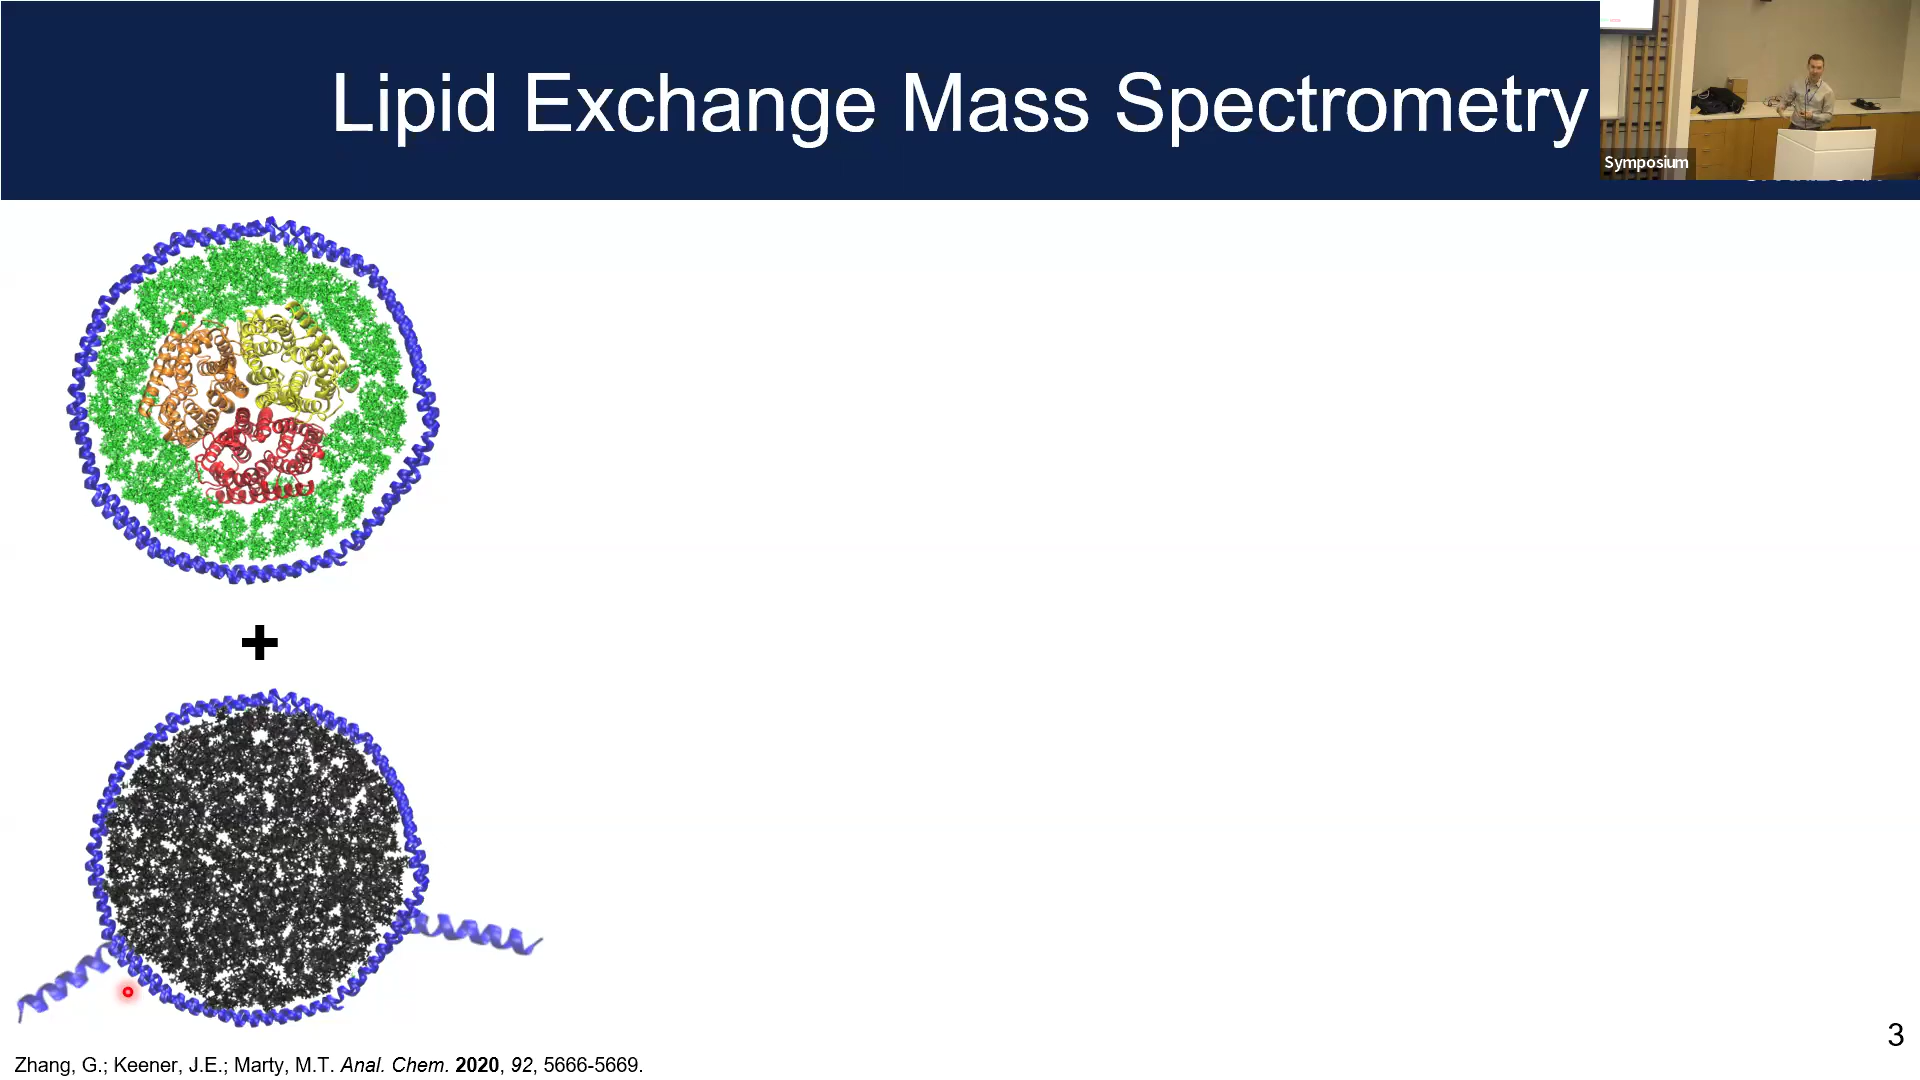 Lipid Exchange Mass Spectrometry
Symposium
+
3
Zhang, G.; Keener, J.E.; Marty, M.T. Anal. Chem. 2020, 92, 5666-5669.